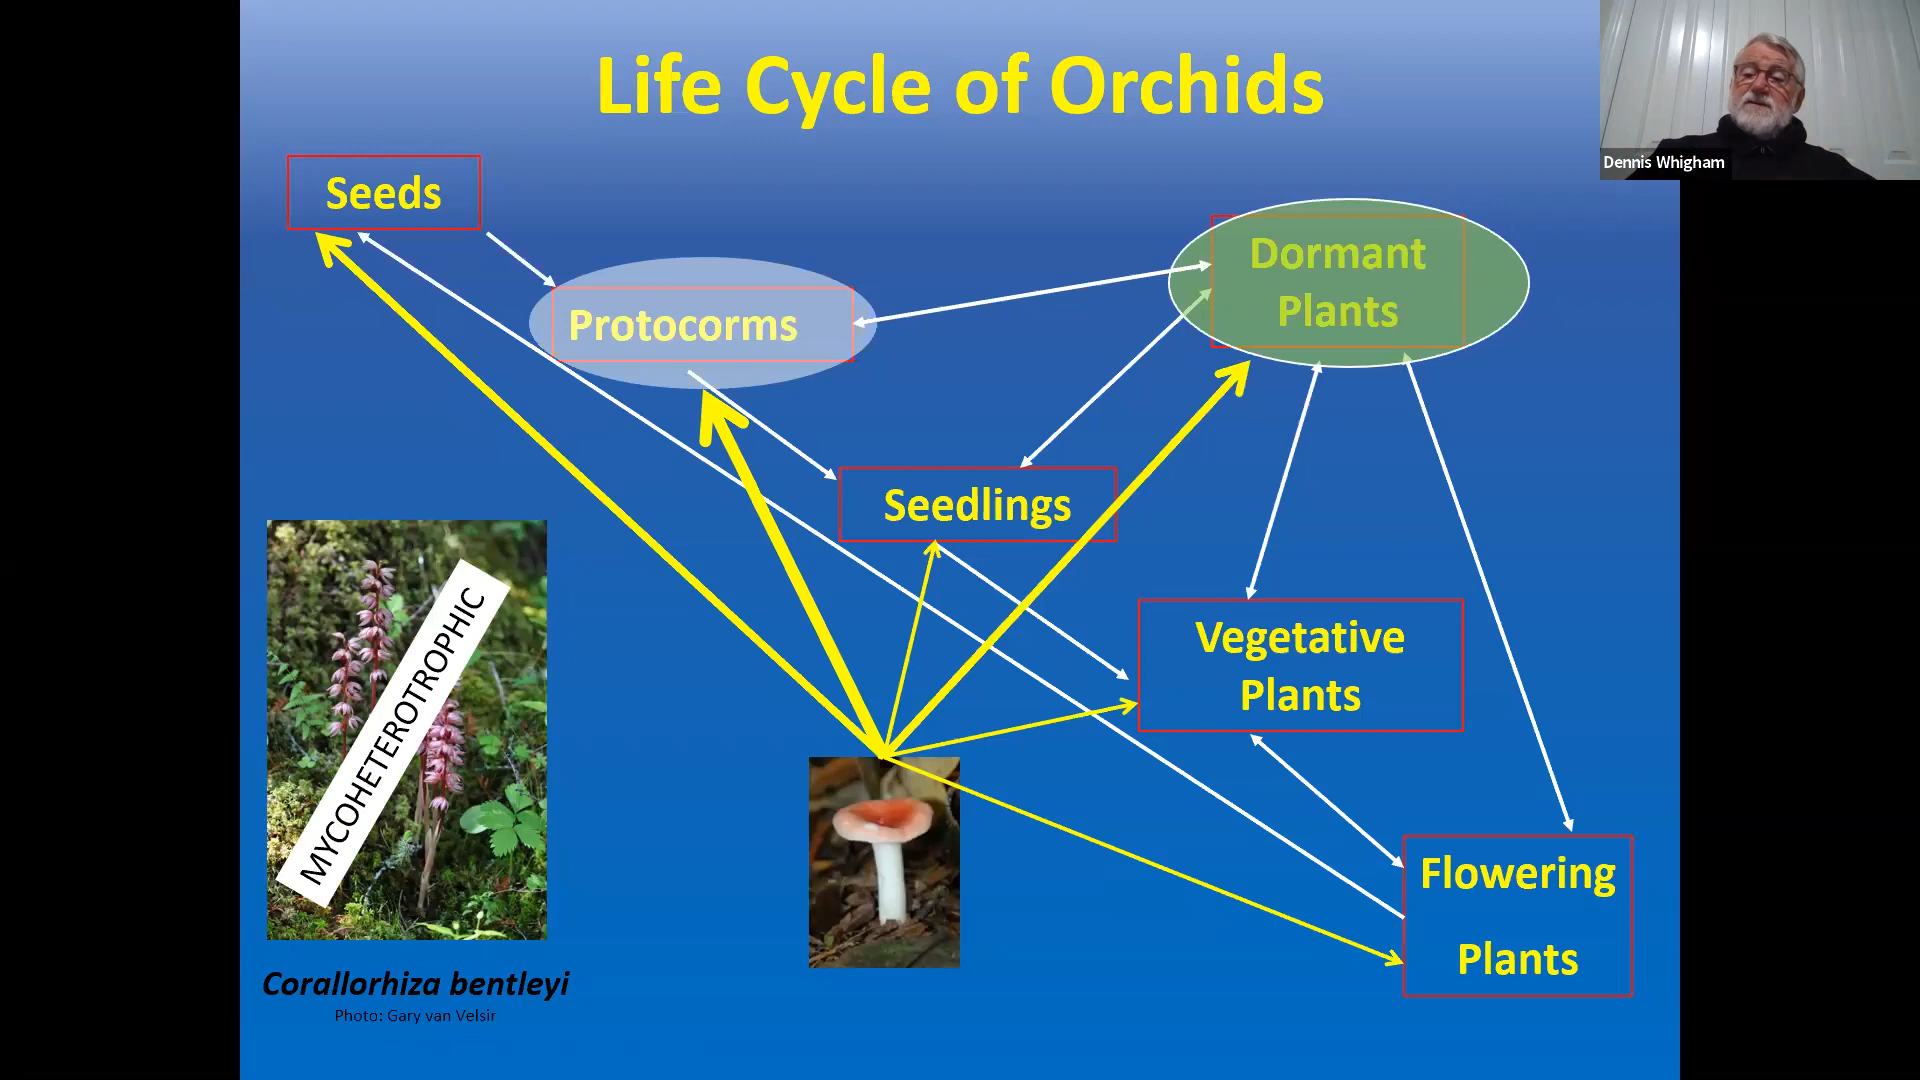 Life Cycle of Orchids
Dennis Whigham
Seeds
Dormant
Plants
Protocorms
Seedlings
Vegetative
Plants
MYCOHETEROTROPHIC
Flowering
Plants
Corallorhiza bentleyi
Photo: Gary van Velsir